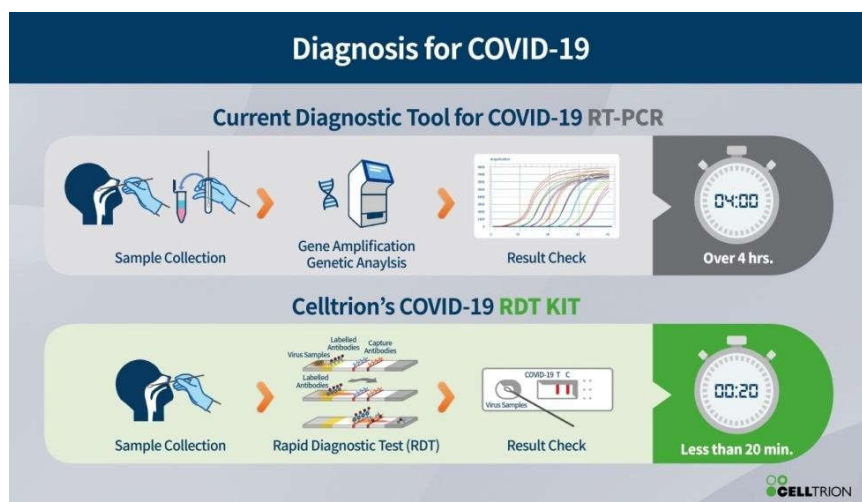 Diagnosis for COVID-19
Current Diagnostic Tool for COVID-19 RT-PCR
Sample Collection
Gene Amplification
Genetic Anaylsis
Result Check
04:00
Over 4 hrs.
Celltrion's COVID-19 RDT KIT
Sample Collection
Virus Samples
Labelled
Antibodies
Capture
Antibodies
Labelled
Antibodies
Rapid Diagnostic Test (RDT)
COVID-19 T C
Virus Samples
Result Check
00:20
Less than 20 min.
CELLTRION